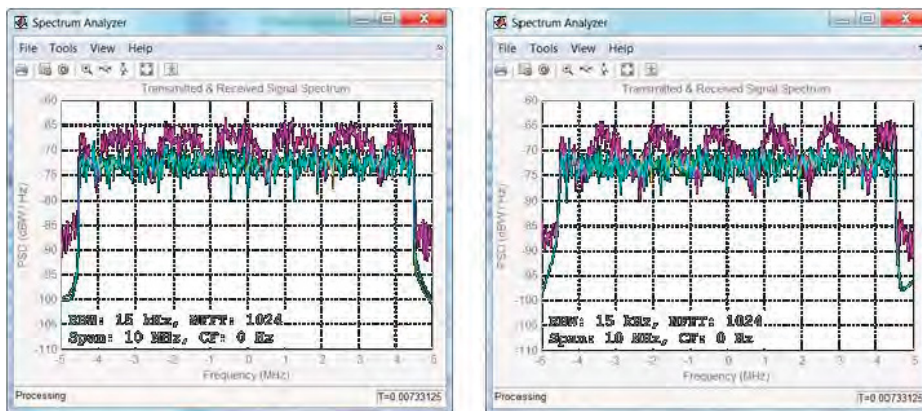 Spectrum Analyzer
File Tools View Help
Transmitted & Received Signal Spectrum
PSD (dBW / Hz)
-60
-65
-70
-75
-80
-85
-90
-95
-100
-105
-110
RBW: 15 kHz, NFFT: 1024
Span: 10 MHz, CF: 0 Hz
-5 -4 -3 -2 -1 0 1 2 3 4 5
Frequency (MHz)
Processing T=0.00733125
Spectrum Analyzer
File Tools View Help
Transmitted & Received Signal Spectrum
PSD (dBW / Hz)
-60
-65
-70
-75
-80
-85
-90
-95
-100
-105
-110
RBW: 15 kHz, NFFT: 1024
Span: 10 MHz, CF: 0 Hz
-5 -4 -3 -2 -1 0 1 2 3 4 5
Frequency (MHz)
Processing T=0.00733125